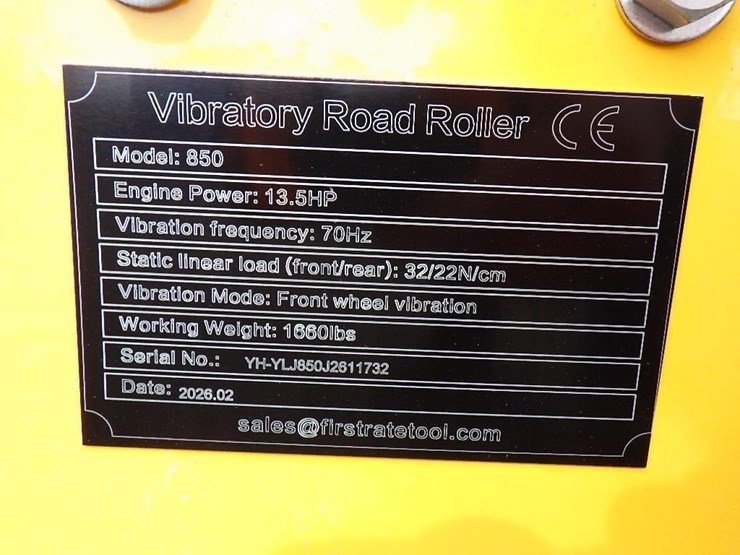 Vibratory Road Roller CE
Model: 850
Engine Power: 13.5HP
Vibration frequency: 70Hz
Static linear load (front/rear): 32/22N/cm
Vibration Mode: Front wheel vibration
Working Weight: 1660lbs
Serial No.: YH-YLJ850J2611732
Date: 2026.02
sales@firstratetool.com